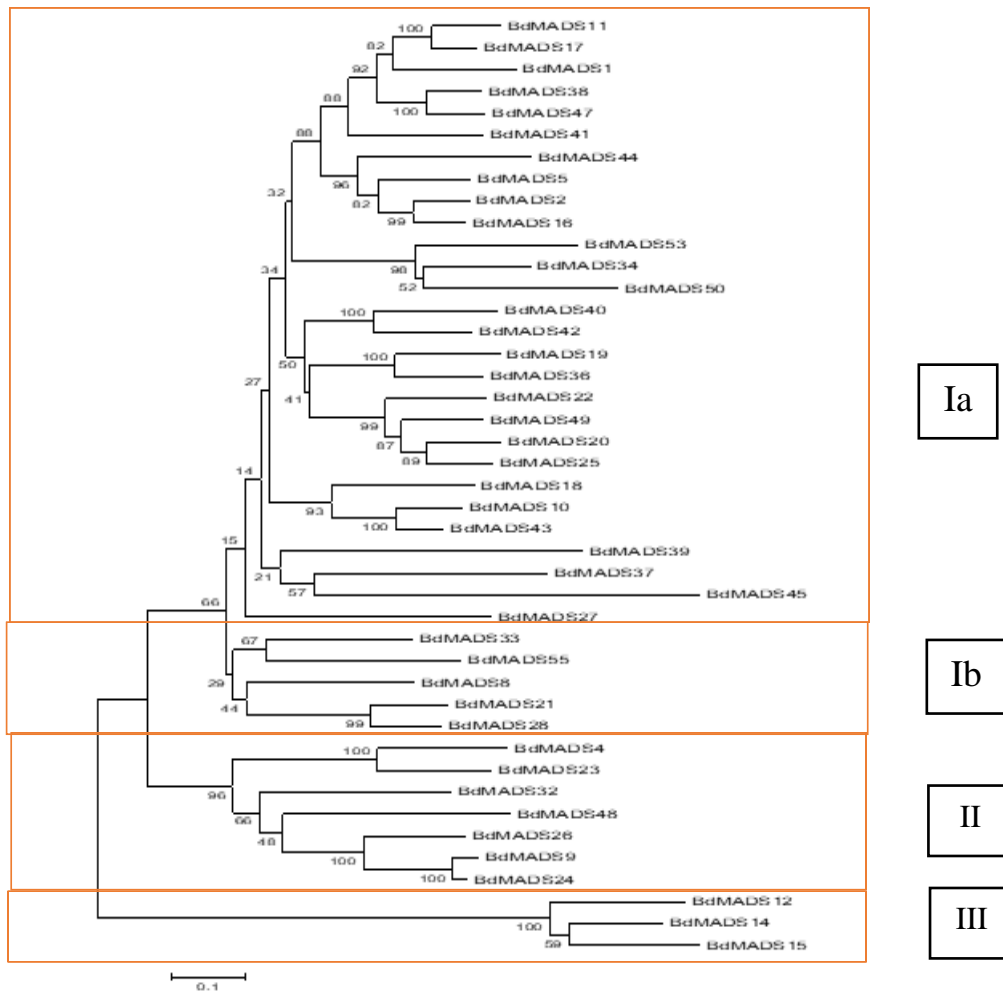 100 BdMADS11
82 BdMADS17
92 BdMADS1
BdMADS38
88 100 BdMADS47
88 BdMADS41
BdMADS44
96 BdMADS5
32 82 BdMADS2
99 BdMADS16
BdMADS53
34 98 BdMADS34
52 BdMADS50
100 BdMADS40
BdMADS42
50 100 BdMADS19
27 BdMADS36
41 BdMADS22
Ia
99 BdMADS49
87 BdMADS20
14 89 BdMADS25
BdMADS18
93 BdMADS10
15 100 BdMADS43
BdMADS39
21 BdMADS37
57 BdMADS45
66 BdMADS27
67 BdMADS33
BdMADS55
Ib
29 BdMADS8
44 BdMADS21
99 BdMADS28
100 BdMADS4
BdMADS23
96 BdMADS32
66 BdMADS48
II
48 BdMADS26
100 BdMADS9
100 BdMADS24
BdMADS12
100 BdMADS14
III
59 BdMADS15
0.1